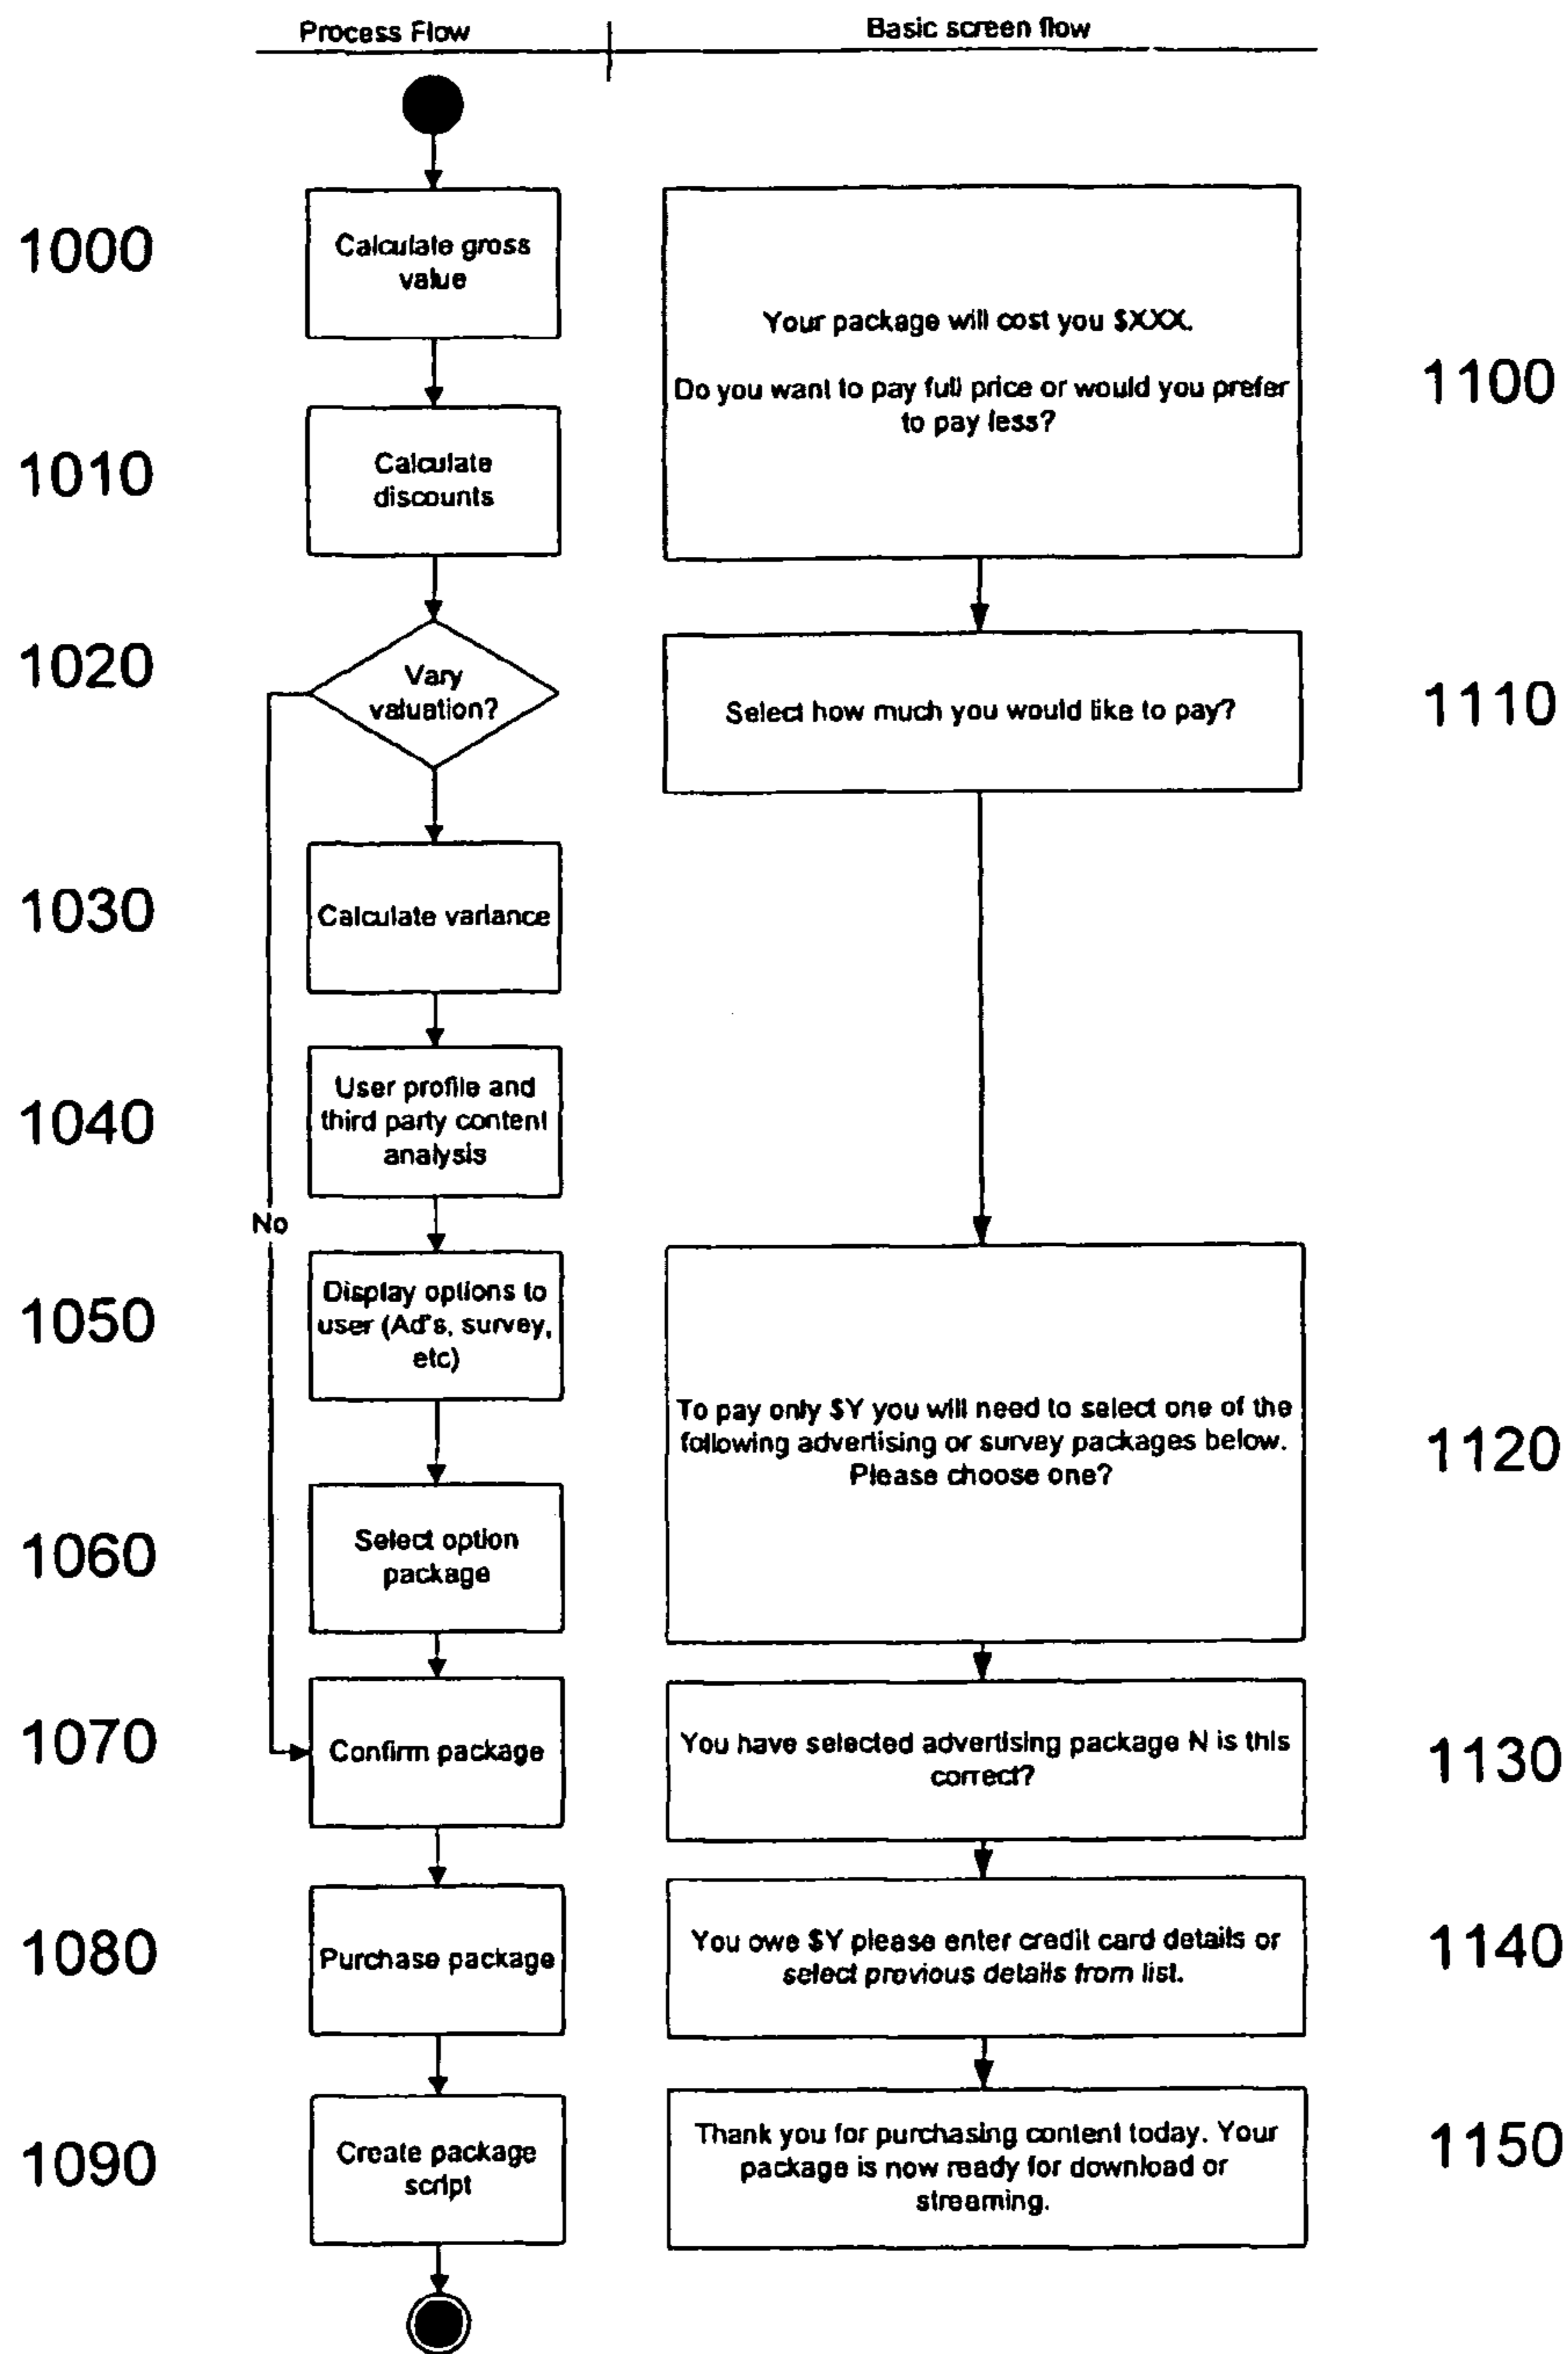 Process Flow
Basic screen flow
1000
Calculate gross
value
1010
Calculate
discounts
1020
Vary
valuation?
1030
Calculate variance
1040
User profile and
third party content
analysis
No
1050
Display options to
user (Ad's, survey,
etc)
1060
Select option
package
1070
Confirm package
1080
Purchase package
1090
Create package
script
Your package will cost you $XXX.
Do you want to pay full price or would you prefer
to pay less?
1100
Select how much you would like to pay?
1110
To pay only $Y you will need to select one of the
following advertising or survey packages below.
Please choose one?
1120
You have selected advertising package N is this
correct?
1130
You owe $Y please enter credit card details or
select previous details from list.
1140
Thank you for purchasing content today. Your
package is now ready for download or
streaming.
1150